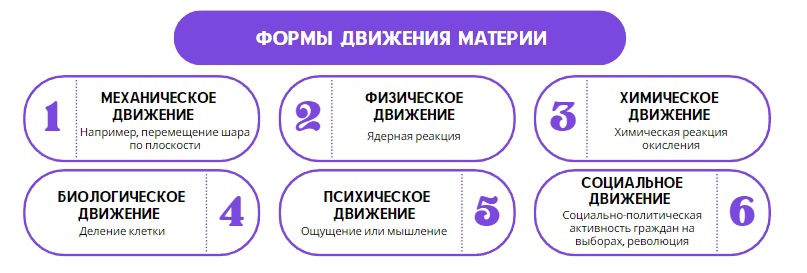 ФОРМЫ ДВИЖЕНИЯ МАТЕРИИ
1
МЕХАНИЧЕСКОЕ
ДВИЖЕНИЕ
Например, перемещение шара
по плоскости
2
ФИЗИЧЕСКОЕ
ДВИЖЕНИЕ
Ядерная реакция
3
ХИМИЧЕСКОЕ
ДВИЖЕНИЕ
Химическая реакция
окисления
БИОЛОГИЧЕСКОЕ
ДВИЖЕНИЕ
Деление клетки
4
ПСИХИЧЕСКОЕ
ДВИЖЕНИЕ
Ощущение или мышление
5
СОЦИАЛЬНОЕ
ДВИЖЕНИЕ
Социально-политическая
активность граждан на
выборах, революция
6